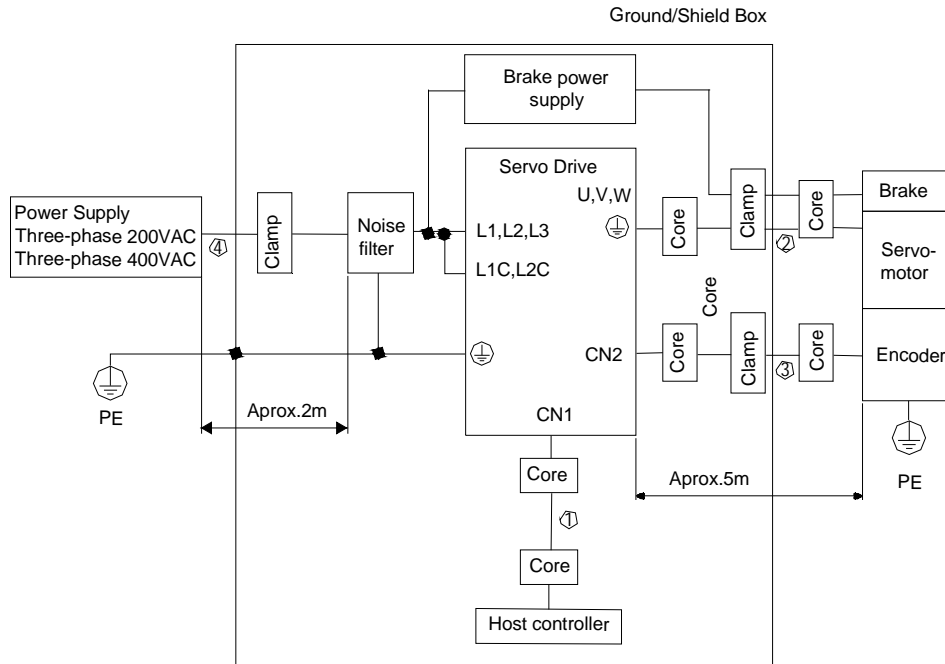 Ground/Shield Box
Brake power
supply
Servo Drive
U,V,W
Power Supply
Three-phase 200VAC
Three-phase 400VAC
④
Clamp
Noise
filter
L1,L2,L3
L1C,L2C
Core
Clamp
②
Core
Brake
Servo-
motor
Core
CN2
Core
Clamp
③
Core
Encoder
PE
Aprox.2m
CN1
Core
①
Core
Host controller
Aprox.5m
PE